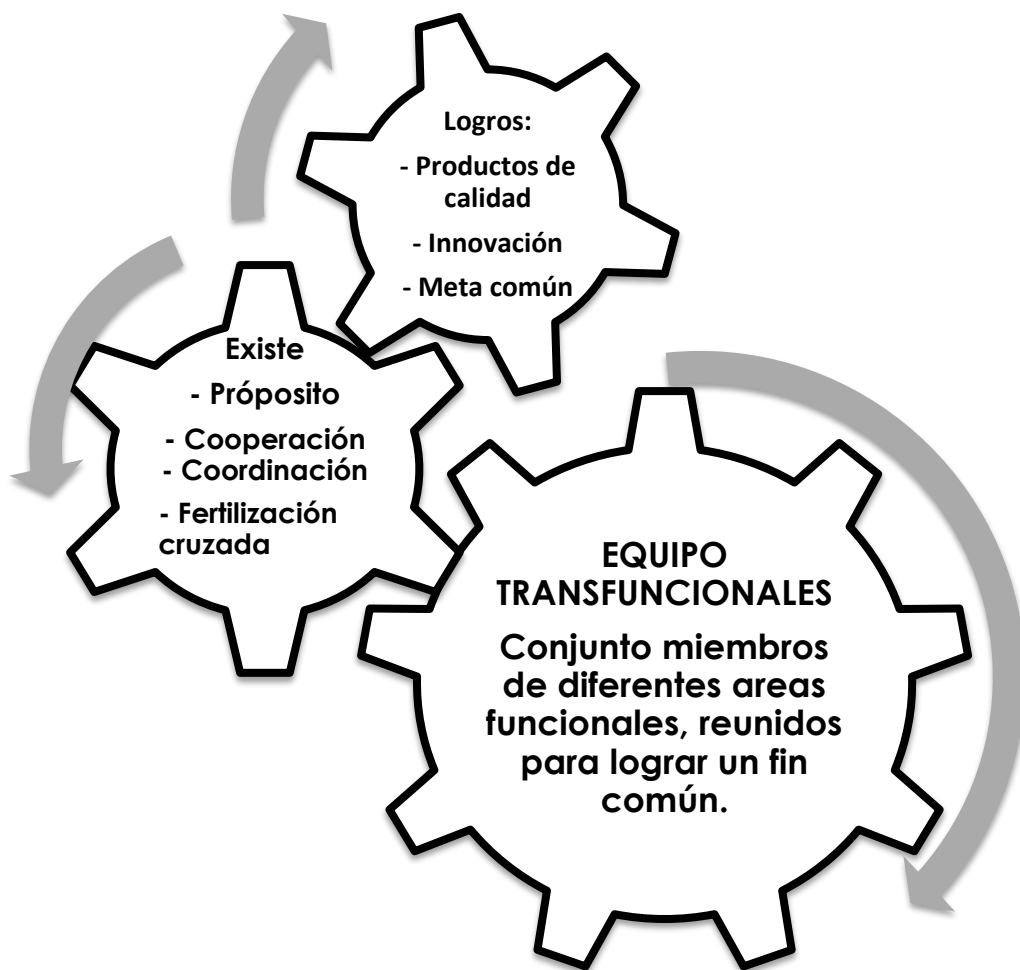 Logros:
- Productos de
calidad
- Innovación
- Meta común
Existe
- Próposito
- Cooperación
- Coordinación
- Fertilización
cruzada
EQUIPO
TRANSFUNCIONALES
Conjunto miembros
de diferentes areas
funcionales, reunidos
para lograr un fin
común.